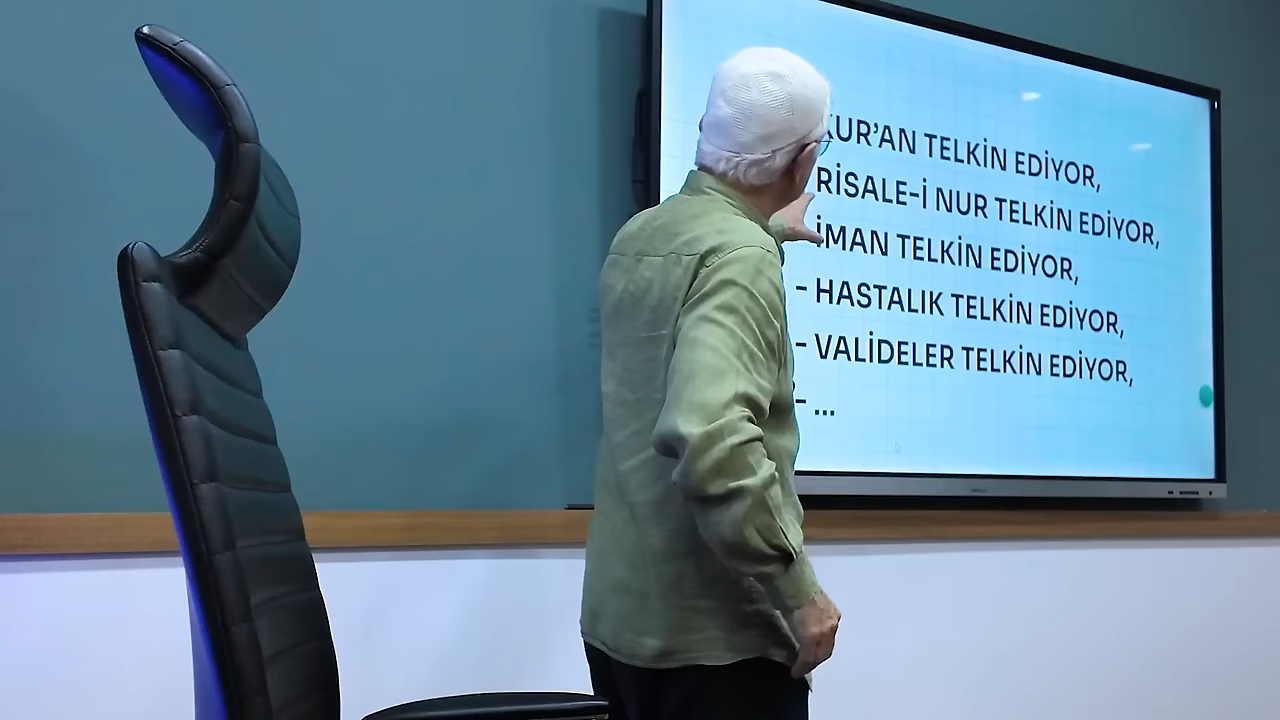 KUR'AN TELKİN EDİYOR,
RİSALE-İ NUR TELKİN EDİYOR,
İMAN TELKİN EDİYOR,
- HASTALIK TELKİN EDİYOR,
- VALİDELER TELKİN EDİYOR,
- ...